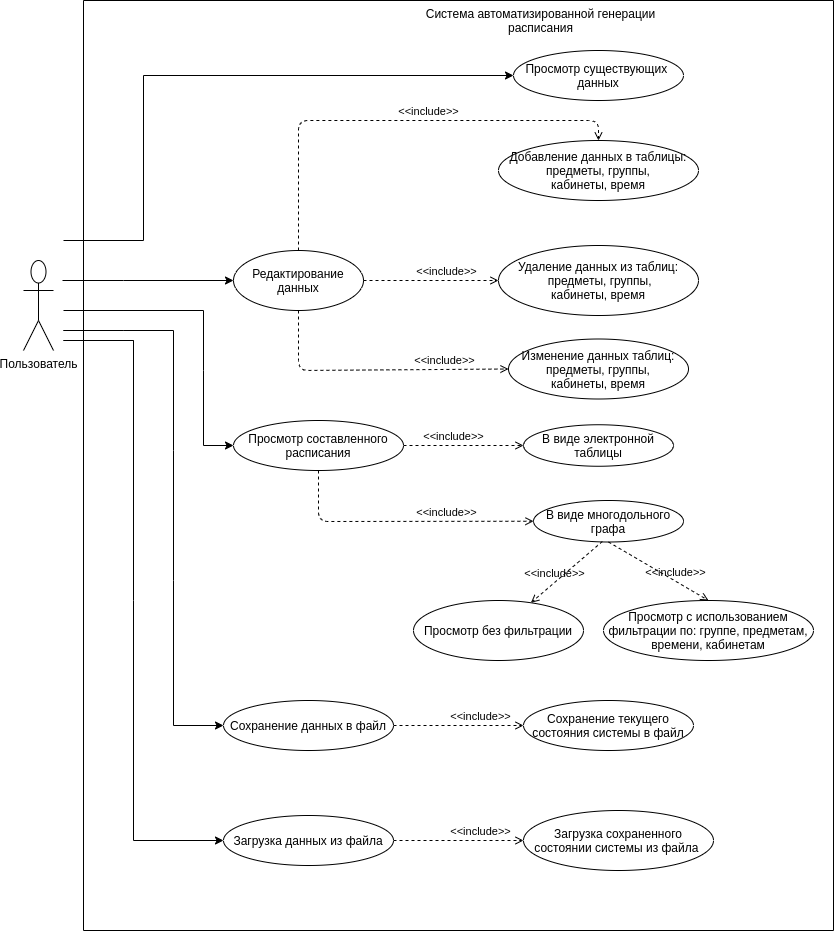 Система автоматизированной генерации
расписания
Просмотр существующих
данных
<<include>>
Добавление данных в таблицы:
предметы, группы,
кабинеты, время
Редактирование
данных
<<include>>
Удаление данных из таблиц:
предметы, группы,
кабинеты, время
Пользователь
<<include>>
Изменение данных таблиц:
предметы, группы,
кабинеты, время
Просмотр составленного
расписания
<<include>>
В виде электронной
таблицы
<<include>>
В виде многодольного
графа
<<include>>
<<include>>
Просмотр без фильтрации
Просмотр с использованием
фильтрации по: группе, предметам,
времени, кабинетам
Сохранение данных в файл
<<include>>
Сохранение текущего
состояния системы в файл
Загрузка данных из файла
<<include>>
Загрузка сохраненного
состоянии системы из файла